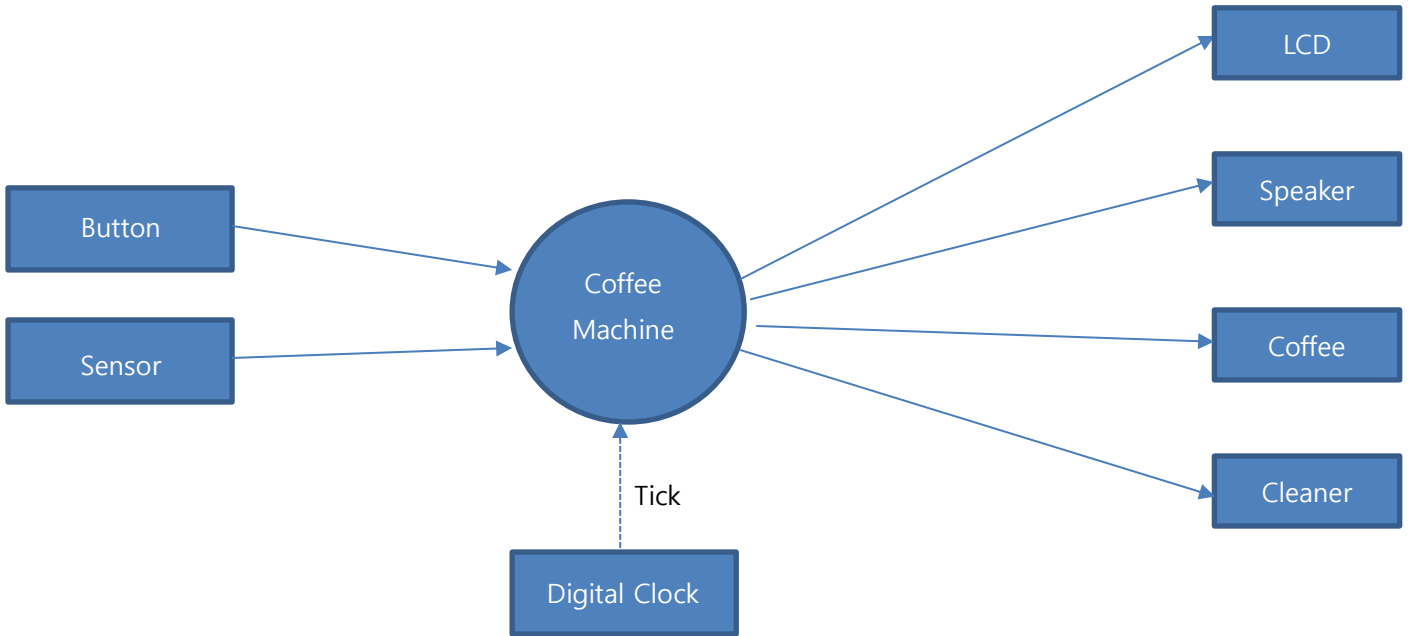 LCD
Speaker
Button
Coffee
Machine
Coffee
Sensor
Cleaner
Tick
Digital Clock